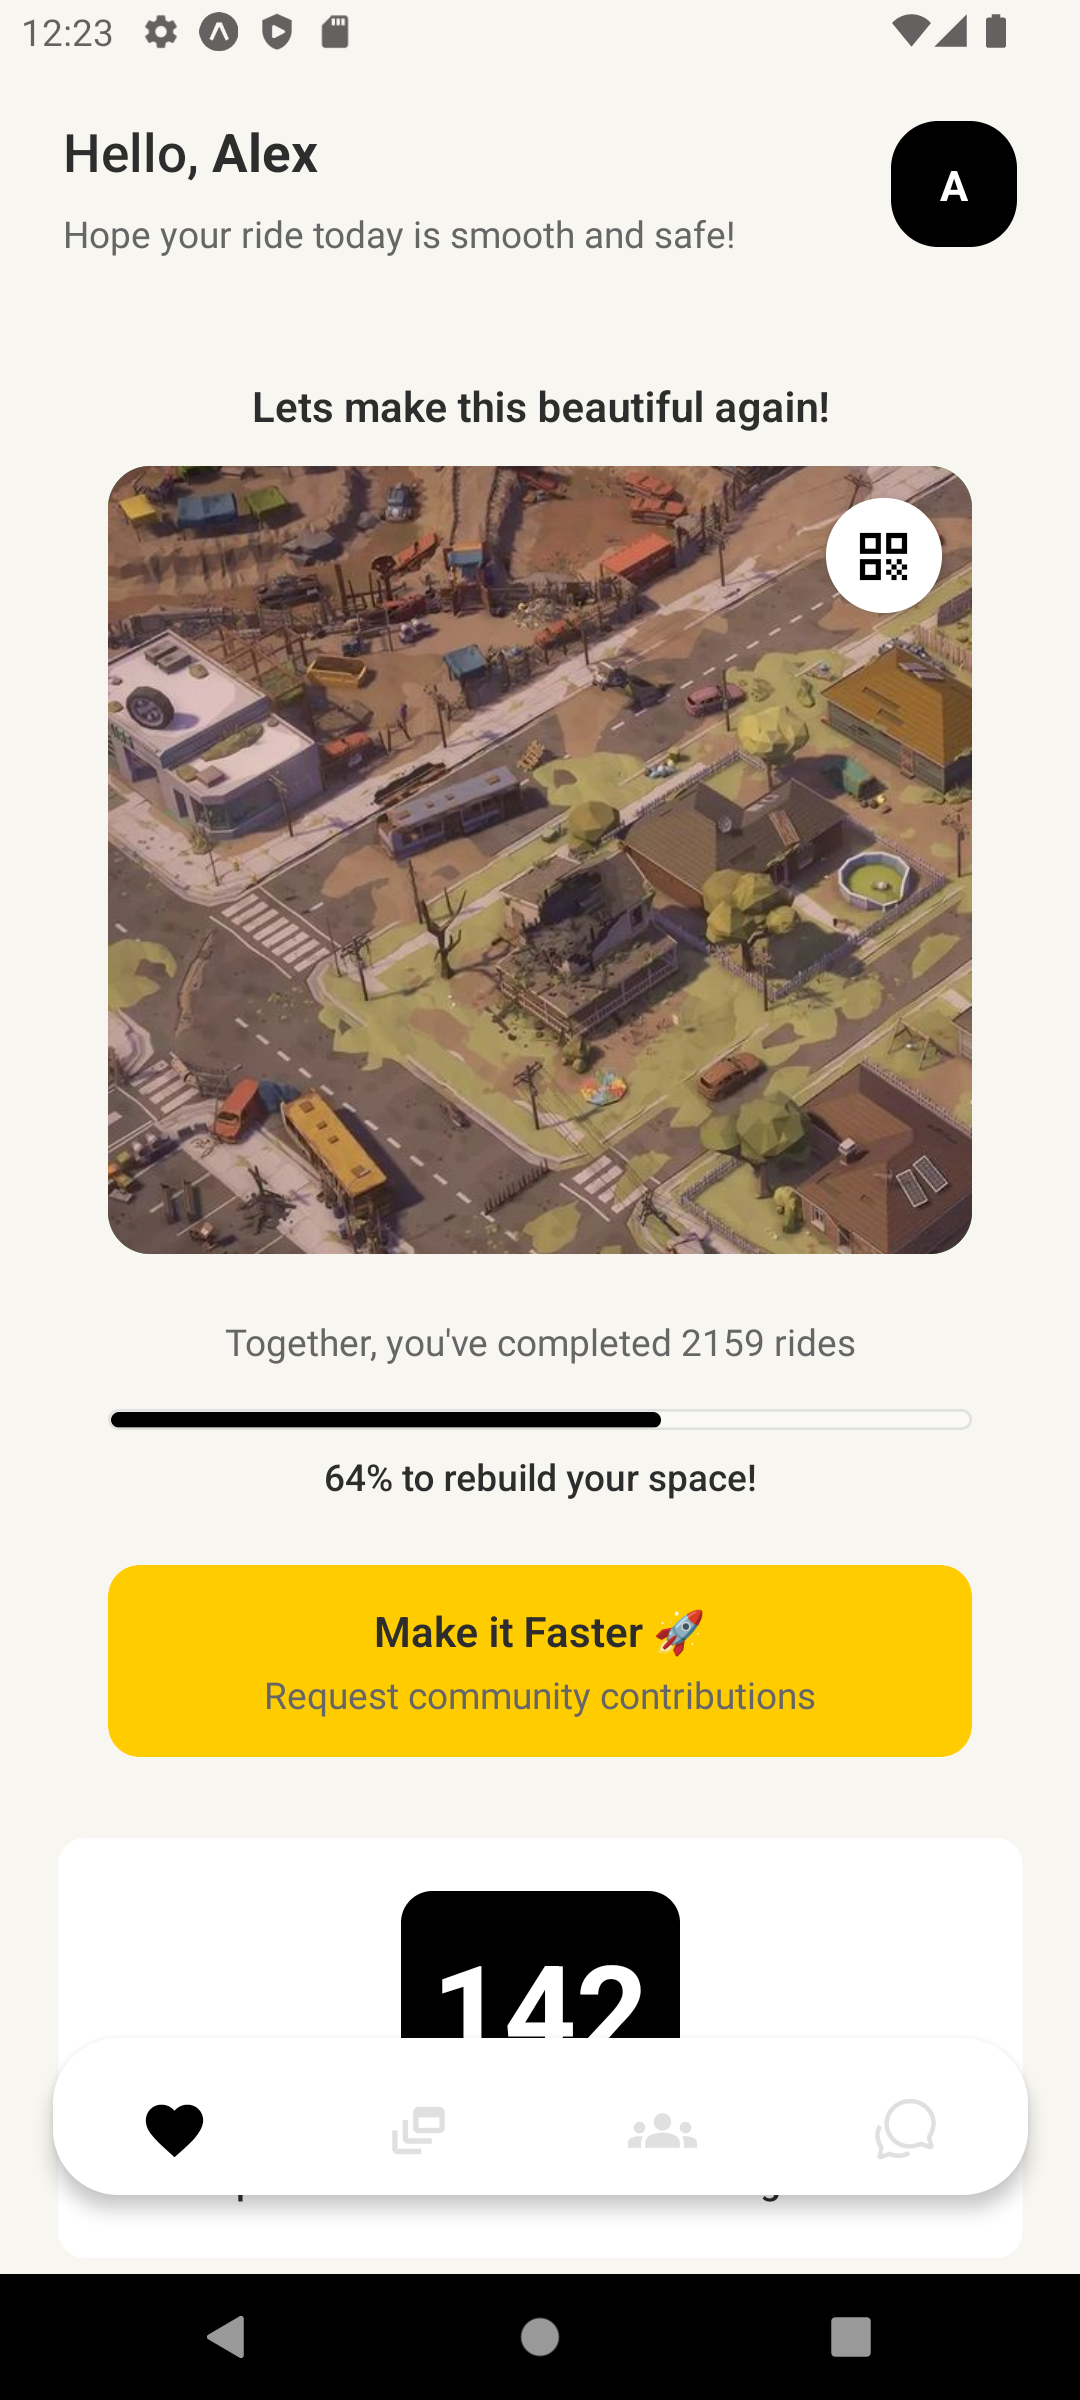 12:23
Hello, Alex
A
Hope your ride today is smooth and safe!
Lets make this beautiful again!
Together, you've completed 2159 rides
64% to rebuild your space!
Make it Faster 🚀
Request community contributions
142